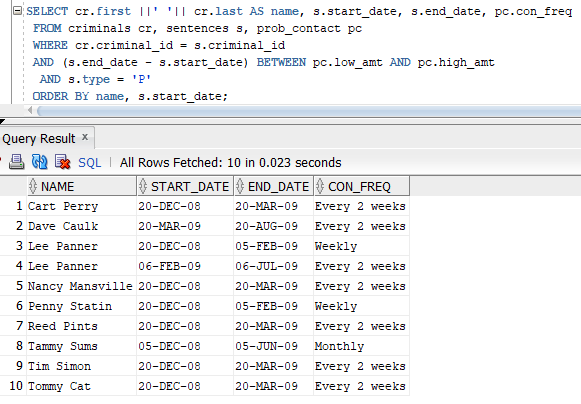 SELECT cr.first ||' '|| cr.last AS name, s.start_date, s.end_date, pc.con_freq
FROM criminals cr, sentences s, prob_contact pc
WHERE cr.criminal_id = s.criminal_id
AND (s.end_date - s.start_date) BETWEEN pc.low_amt AND pc.high_amt
AND s.type = 'P'
ORDER BY name, s.start_date;
Query Result x
SQL | All Rows Fetched: 10 in 0.023 seconds
NAME START_DATE END_DATE CON_FREQ
1 Cart Perry 20-DEC-08 20-MAR-09 Every 2 weeks
2 Dave Caulk 20-MAR-09 20-AUG-09 Every 2 weeks
3 Lee Panner 20-DEC-08 05-FEB-09 Weekly
4 Lee Panner 06-FEB-09 06-JUL-09 Every 2 weeks
5 Nancy Mansville 20-DEC-08 20-MAR-09 Every 2 weeks
6 Penny Statin 20-DEC-08 05-FEB-09 Weekly
7 Reed Pints 20-DEC-08 20-MAR-09 Every 2 weeks
8 Tammy Sums 05-DEC-08 05-JUN-09 Monthly
9 Tim Simon 20-DEC-08 20-MAR-09 Every 2 weeks
10 Tommy Cat 20-DEC-08 20-MAR-09 Every 2 weeks